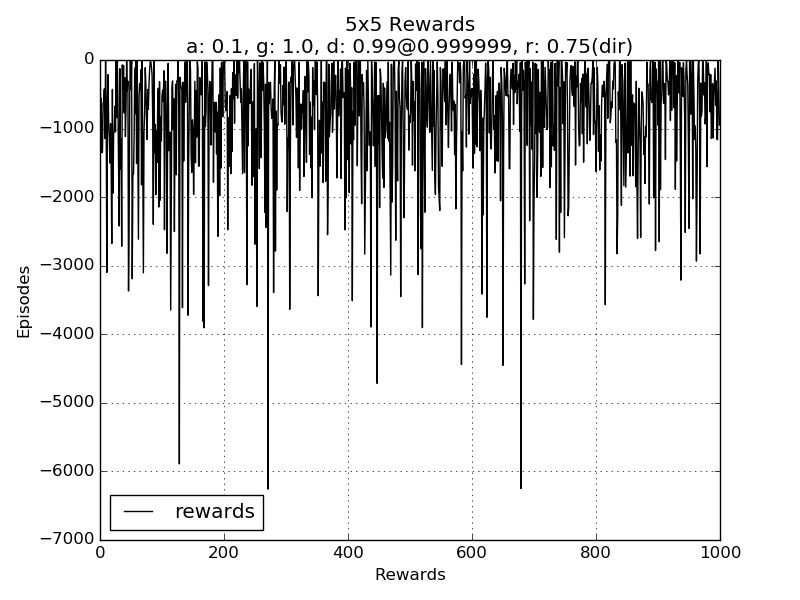 5x5 Rewards
a: 0.1, g: 1.0, d: 0.99@0.999999, r: 0.75(dir)
0
−1000
−2000
−3000
−4000
−5000
−6000
−7000
Episodes
rewards
0 200 400 600 800 1000
Rewards